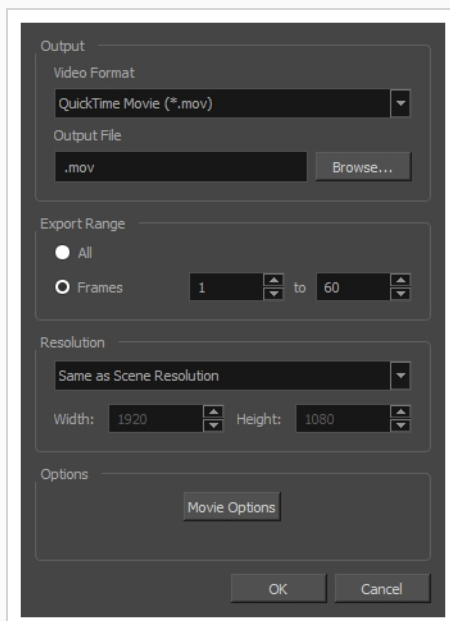 Output
Video Format
QuickTime Movie (*.mov)
Output File
.mov Browse...
Export Range
All
Frames 1 to 60
Resolution
Same as Scene Resolution
Width: 1920 Height: 1080
Options
Movie Options
OK Cancel